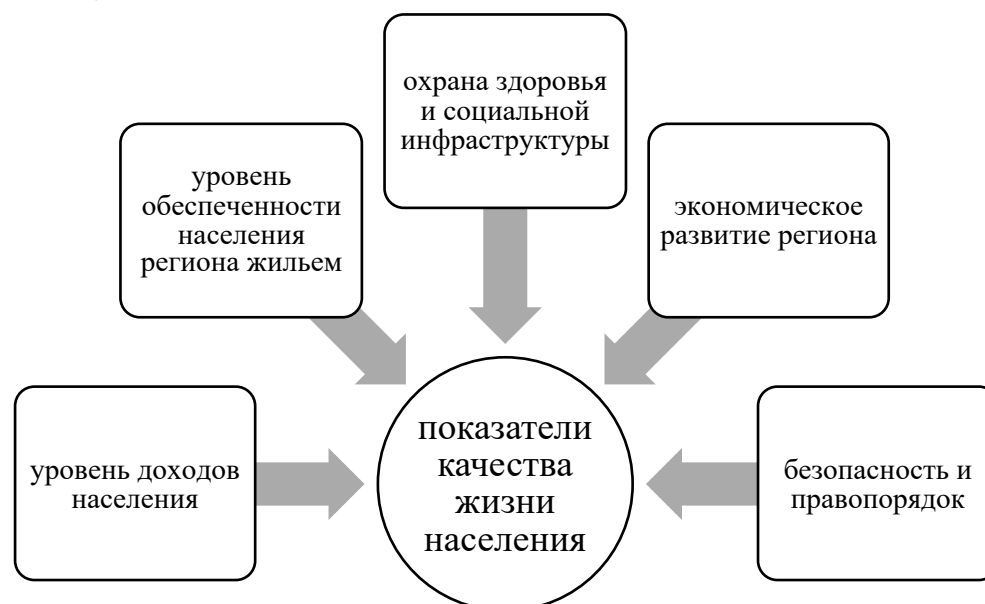 охрана здоровья
и социальной
инфраструктуры
уровень
обеспеченности
населения
региона жильем
экономическое
развитие региона
уровень доходов
населения
показатели
качества
жизни
населения
безопасность и
правопорядок